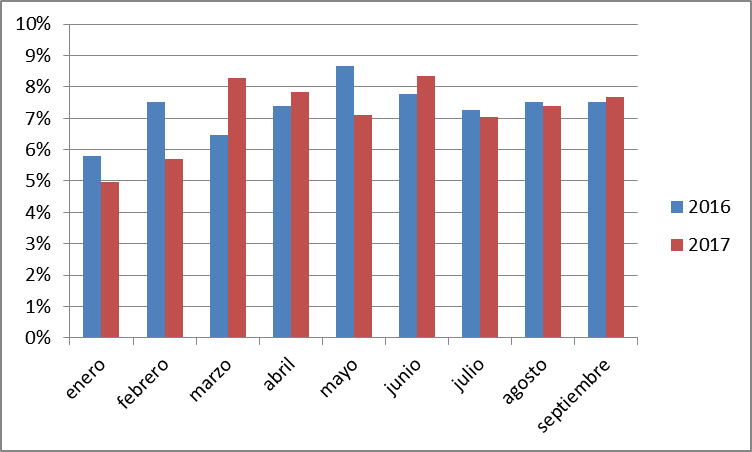 10%
9%
8%
7%
6%
5%
4%
3%
2%
1%
0%
enero
febrero
marzo
abril
mayo
junio
julio
agosto
septiembre
2016
2017